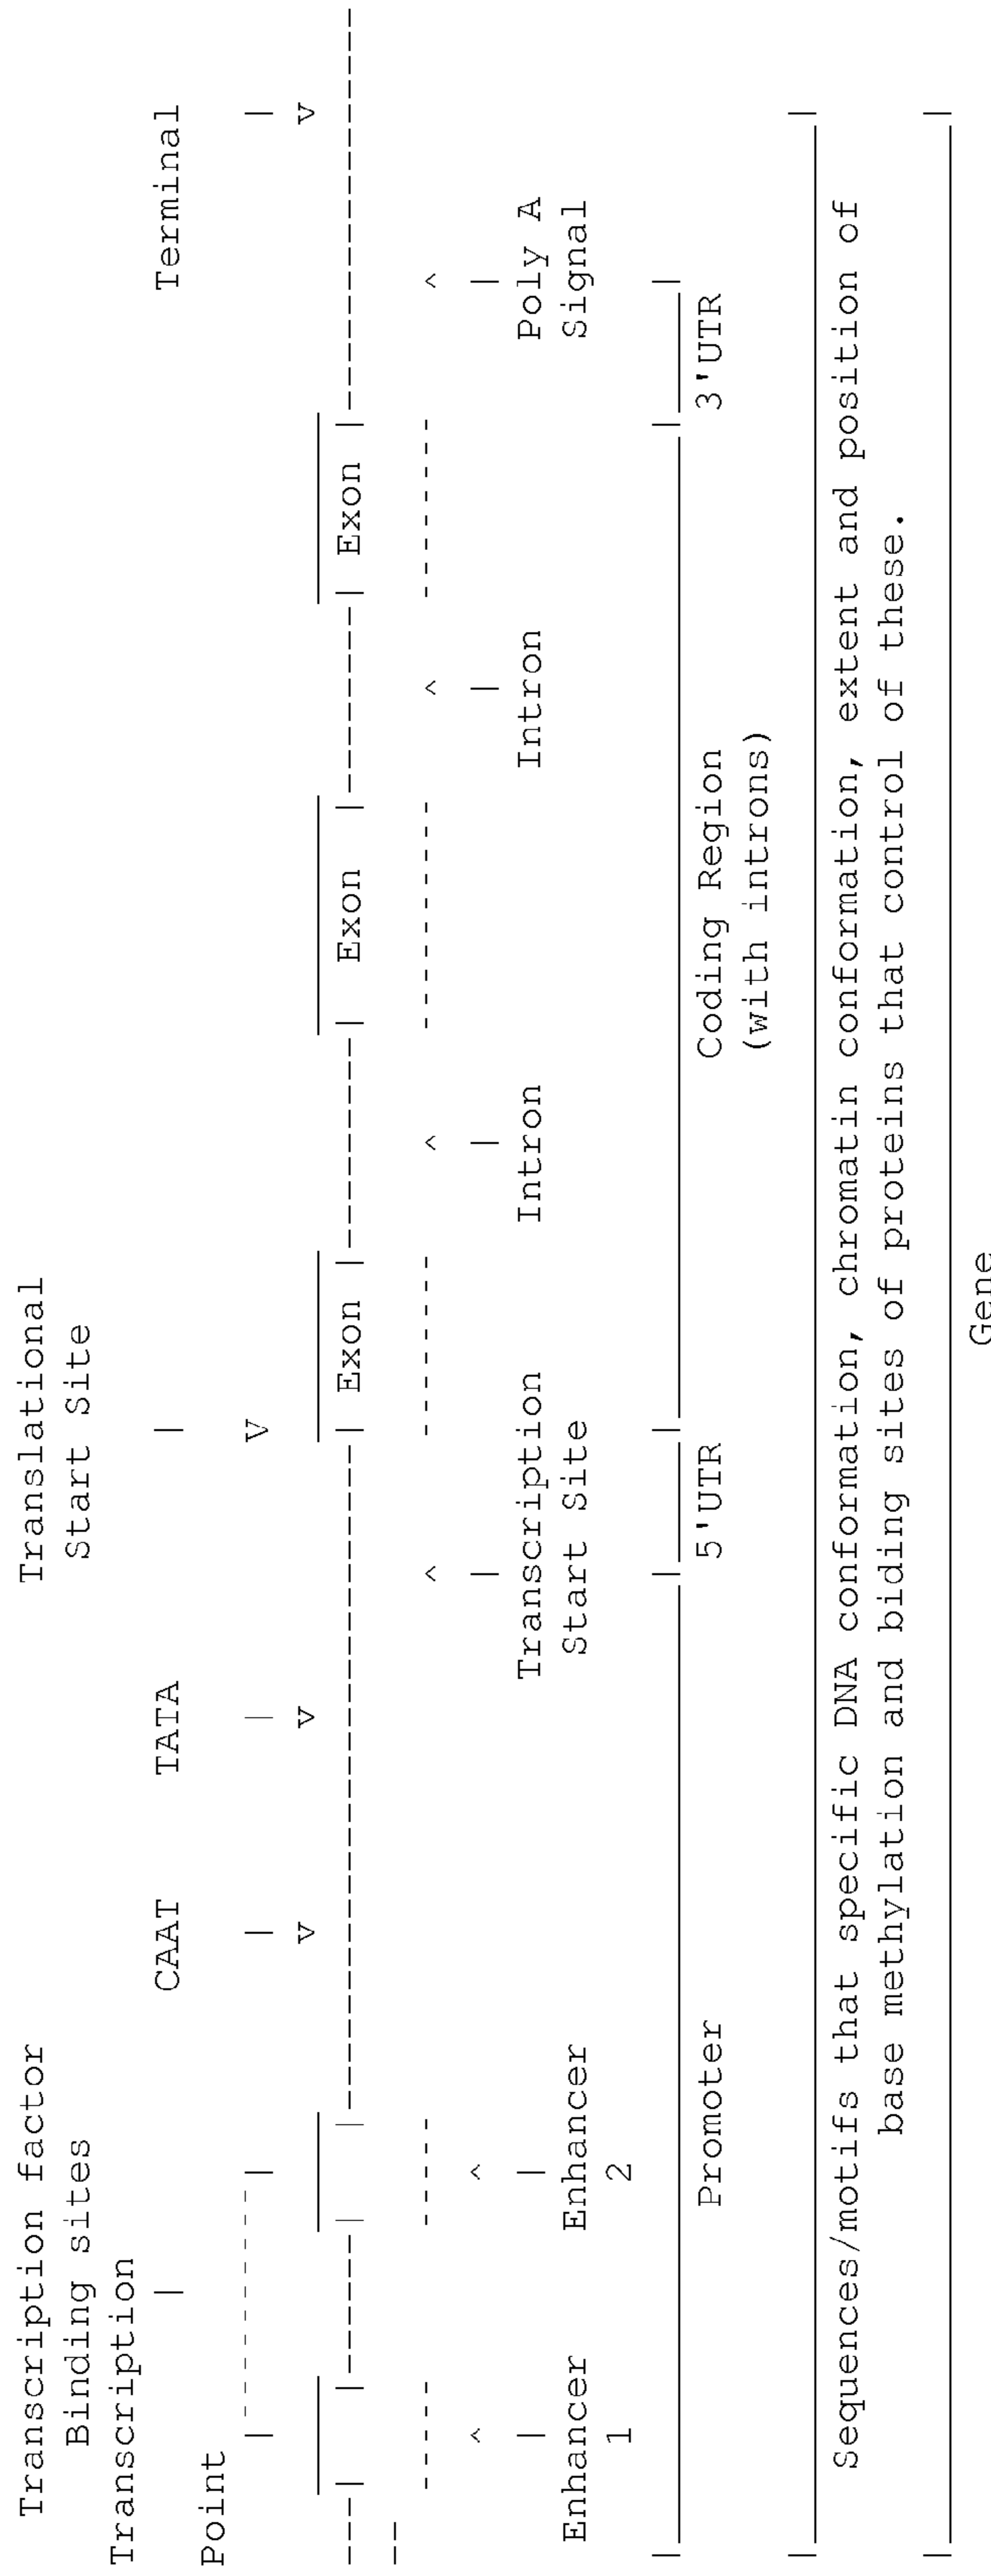 Transcription factor
Binding sites
Translational
Start Site
Transcription
CAAT
TATA
Terminal
Point
Exon
Exon
Exon
Transcription
Start Site
Intron
Intron
Poly A
Signal
Enhancer
1
Enhancer
2
Promoter
5'UTR
Coding Region
(with introns)
3'UTR
Sequences/motifs that specific DNA conformation, chromatin conformation, extent and position of
base methylation and biding sites of proteins that control of these.
Gene